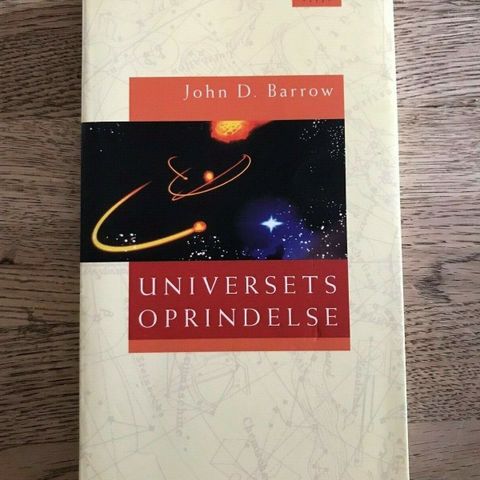 John D. Barrow
UNIVERSETS
OPRINDELSE